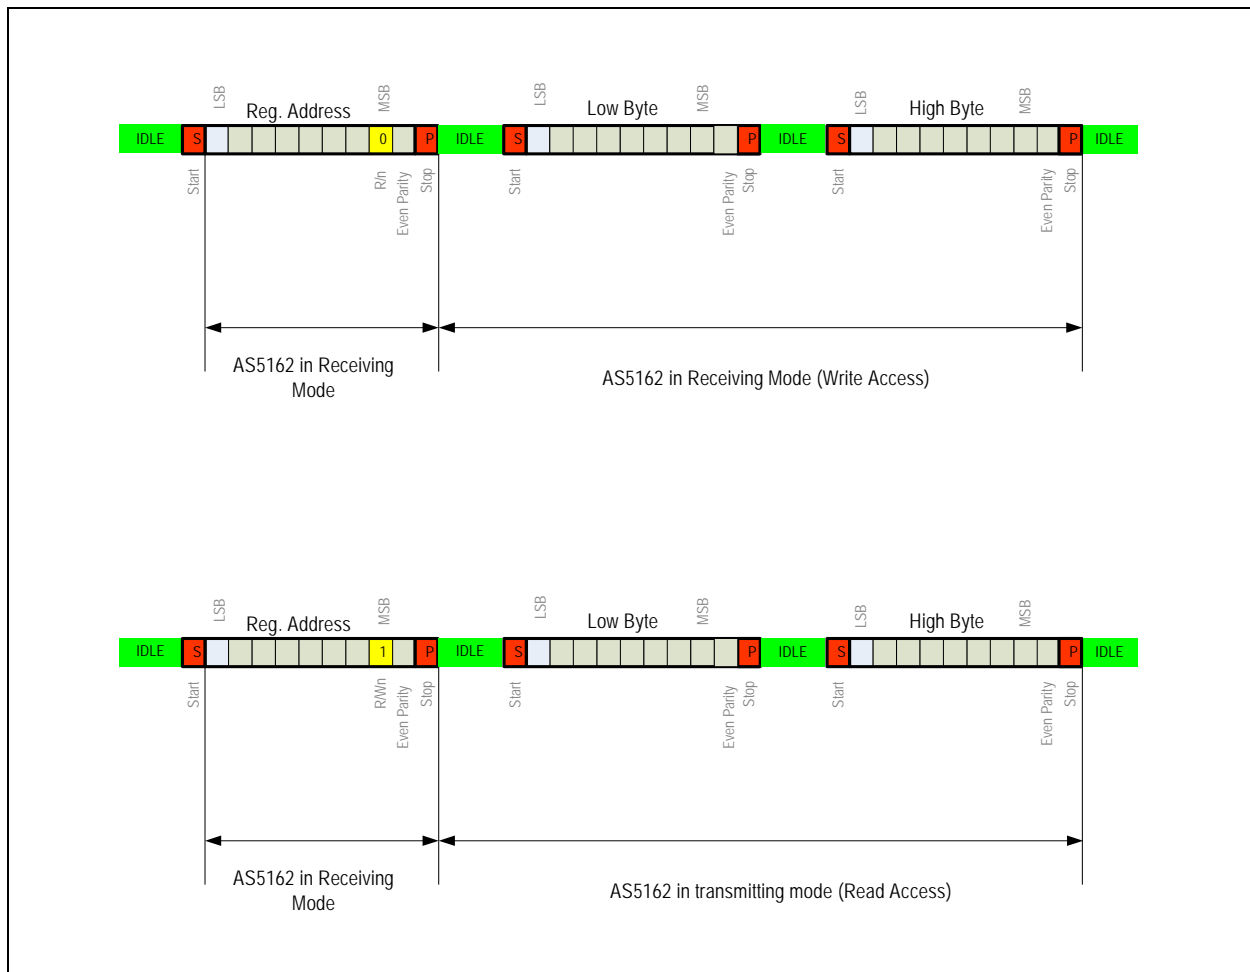 LSB MSB LSB MSB LSB MSB
Reg. Address Low Byte High Byte
IDLE S 0 P IDLE S P IDLE S P IDLE
Start R/n Even Parity Stop Start Even Parity Stop Start Even Parity Stop
AS5162 in Receiving
Mode
AS5162 in Receiving Mode (Write Access)
LSB MSB LSB MSB LSB MSB
Reg. Address Low Byte High Byte
IDLE S 1 P IDLE S P IDLE S P IDLE
Start R/Wn Even Parity Stop Start Even Parity Stop Start Even Parity Stop
AS5162 in Receiving
Mode
AS5162 in transmitting mode (Read Access)